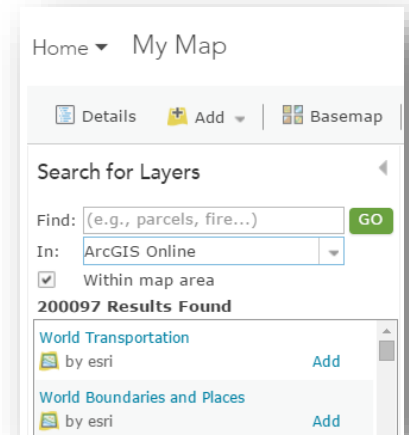 Home My Map
Details Add Basemap
Search for Layers
Find: (e.g., parcels, fire...) GO
In: ArcGIS Online
Within map area
200097 Results Found
World Transportation
by esri Add
World Boundaries and Places
by esri Add